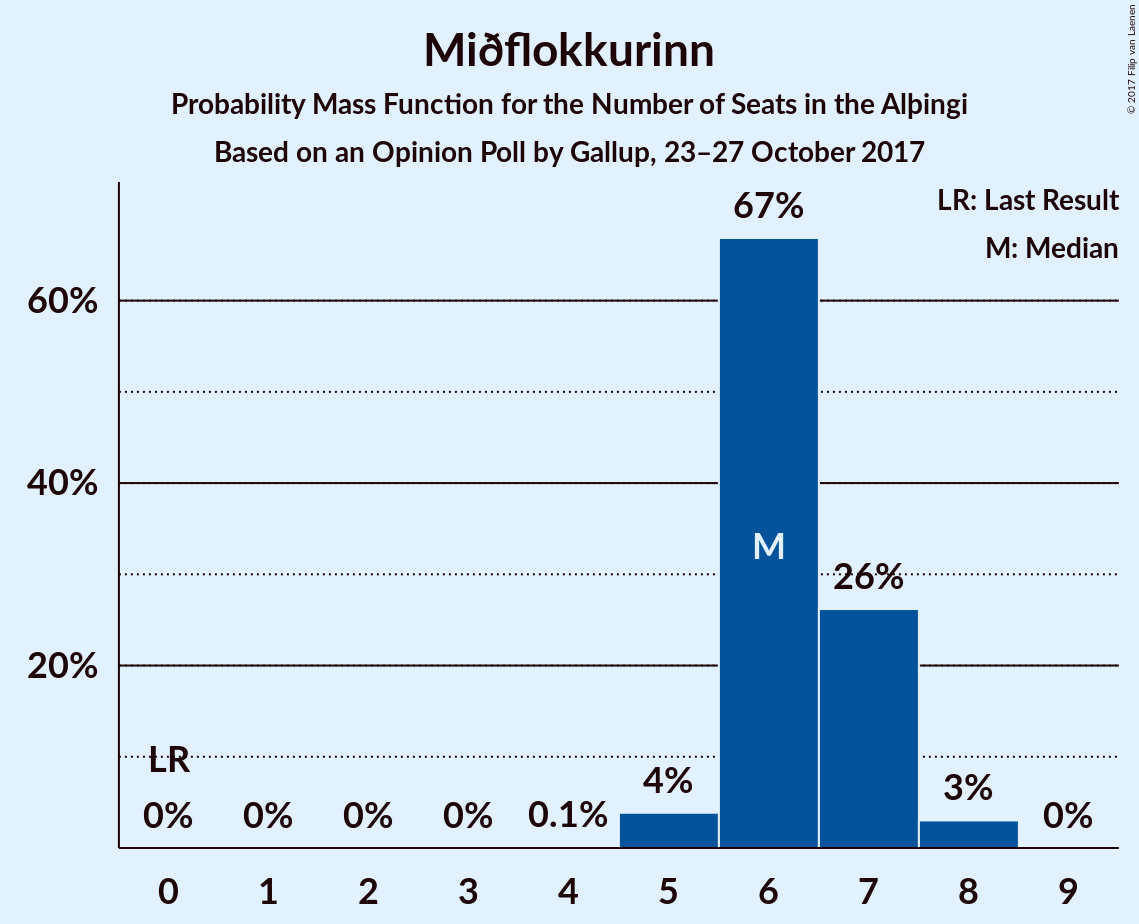 Miðflokkurinn
Probability Mass Function for the Number of Seats in the Alþingi
Based on an Opinion Poll by Gallup, 23–27 October 2017
© 2017 Filip van Laenen
LR: Last Result
M: Median
67%
60%
40%
M
26%
20%
LR
4%
3%
0%
0%
0%
0%
0.1%
0%
0 1 2 3 4 5 6 7 8 9